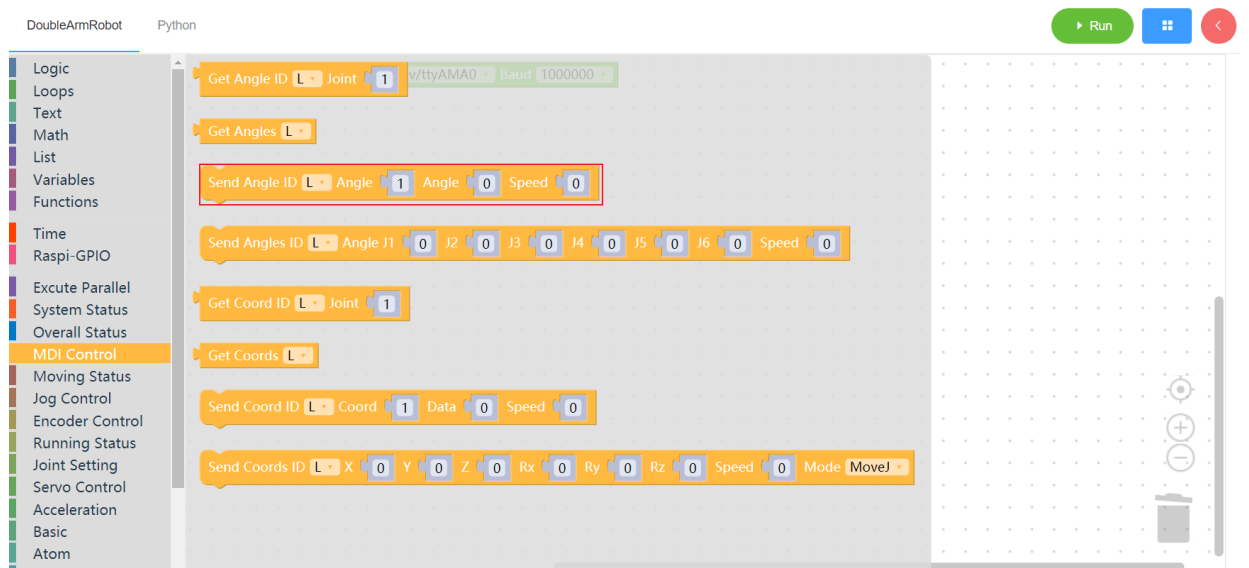 DoubleArmRobot Python Run
Logic
Loops
Text
Math
List
Variables
Functions
Time
Raspi-GPIO
Excute Parallel
System Status
Overall Status
MDI Control
Moving Status
Jog Control
Encoder Control
Running Status
Joint Setting
Servo Control
Acceleration
Basic
Atom
Get Angle ID L Joint 1 v/ttyAMA0 Baud 1000000
Get Angles L
Send Angle ID L Angle 1 Angle 0 Speed 0
Send Angles ID L Angle J1 0 J2 0 J3 0 J4 0 J5 0 J6 0 Speed 0
Get Coord ID L Joint 1
Get Coords L
Send Coord ID L Coord 1 Data 0 Speed 0
Send Coords ID L X 0 Y 0 Z 0 Rx 0 Ry 0 Rz 0 Speed 0 Mode MoveJ